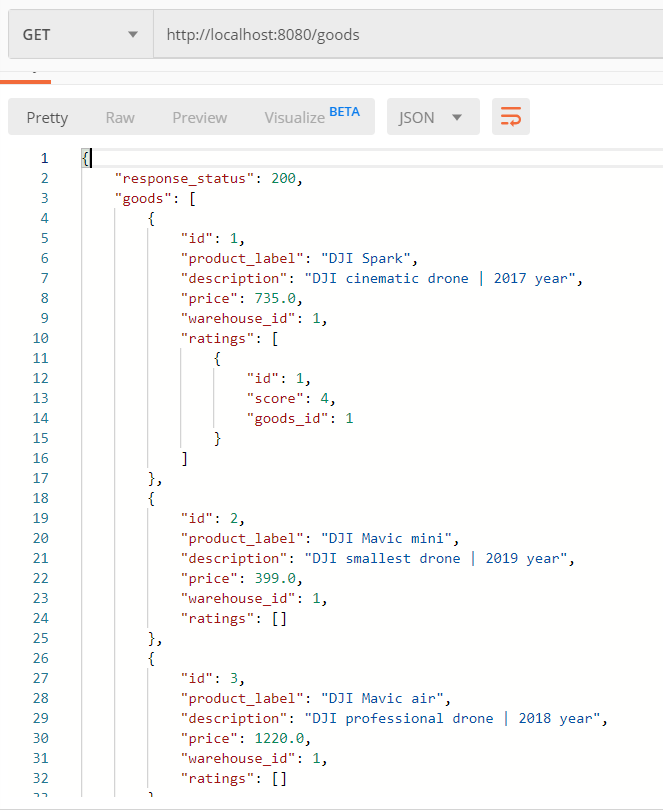 GET http://localhost:8080/goods
Pretty Raw Preview Visualize BETA JSON
1 {
2 "response_status": 200,
3 "goods": [
4 {
5 "id": 1,
6 "product_label": "DJI Spark",
7 "description": "DJI cinematic drone | 2017 year",
8 "price": 735.0,
9 "warehouse_id": 1,
10 "ratings": [
11 {
12 "id": 1,
13 "score": 4,
14 "goods_id": 1
15 }
16 ]
17 },
18 {
19 "id": 2,
20 "product_label": "DJI Mavic mini",
21 "description": "DJI smallest drone | 2019 year",
22 "price": 399.0,
23 "warehouse_id": 1,
24 "ratings": []
25 },
26 {
27 "id": 3,
28 "product_label": "DJI Mavic air",
29 "description": "DJI professional drone | 2018 year",
30 "price": 1220.0,
31 "warehouse_id": 1,
32 "ratings": []